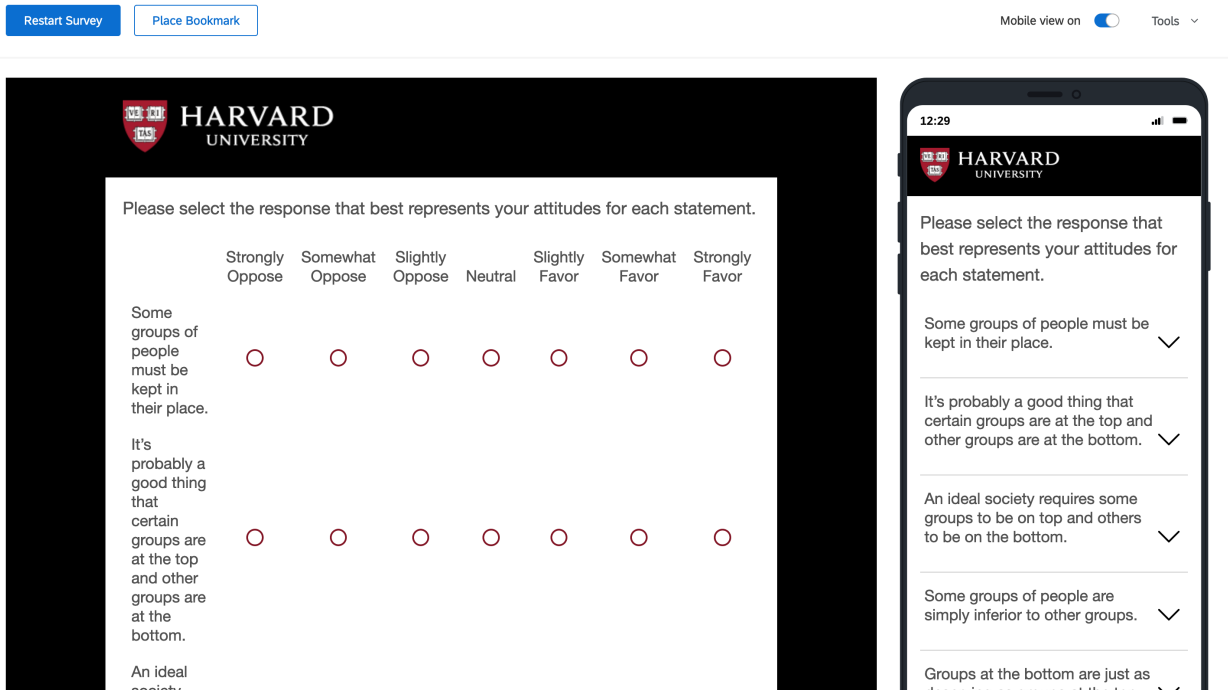 Restart Survey
Place Bookmark
Mobile view on
Tools
HARVARD
UNIVERSITY
Please select the response that best represents your attitudes for each statement.
Strongly Oppose
Somewhat Oppose
Slightly Oppose
Neutral
Slightly Favor
Somewhat Favor
Strongly Favor
Some
groups of
people
must be
kept in
their place.
It’s
probably a
good thing
that
certain
groups are
at the top
and other
groups are
at the
bottom.
An ideal
society
12:29
HARVARD
UNIVERSITY
Please select the response that
best represents your attitudes for
each statement.
Some groups of people must be
kept in their place.
It’s probably a good thing that
certain groups are at the top and
other groups are at the bottom.
An ideal society requires some
groups to be on top and others
to be on the bottom.
Some groups of people are
simply inferior to other groups.
Groups at the bottom are just as